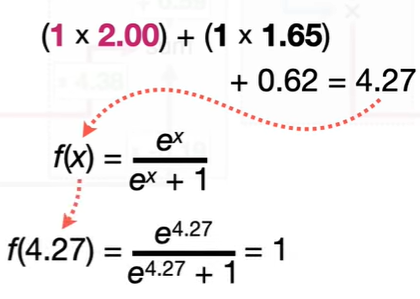 (1 × 2.00) + (1 × 1.65)
+ 0.62 = 4.27
f(x) = e^x / (e^x + 1)
f(4.27) = e^4.27 / (e^4.27 + 1) = 1